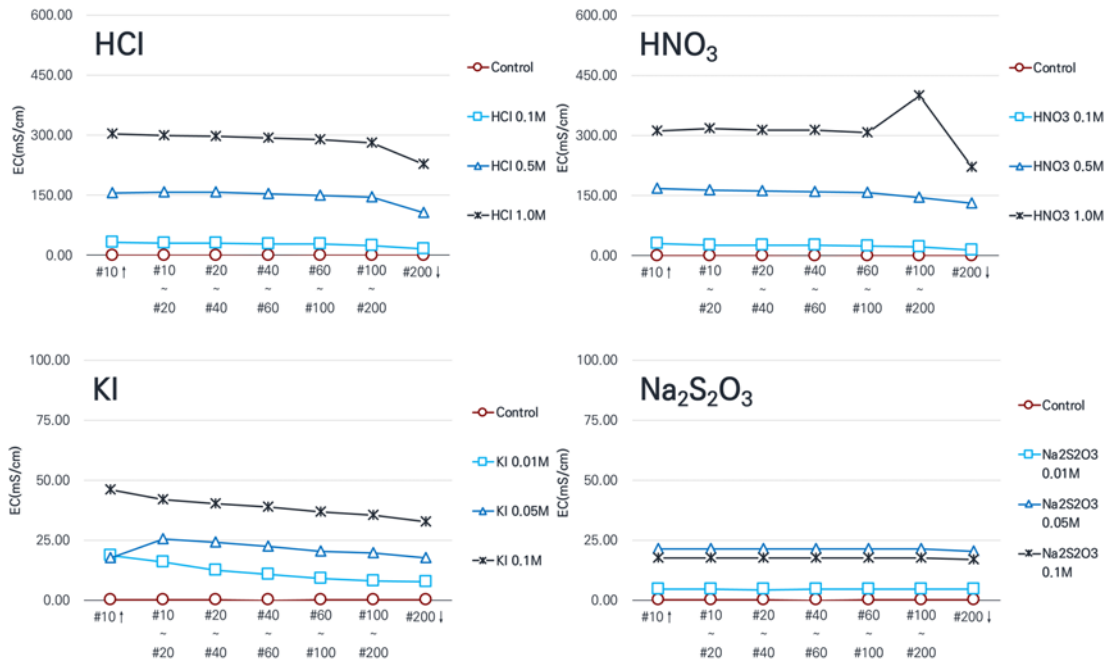 HCl
600.00
450.00
300.00
150.00
0.00
EC(mS/cm)
#10↑
#10 ~ #20
#20 ~ #40
#40 ~ #60
#60 ~ #100
#100 ~ #200
#200↓
Control
HCl 0.1M
HCl 0.5M
HCl 1.0M
HNO₃
600.00
450.00
300.00
150.00
0.00
EC(mS/cm)
#10↑
#10 ~ #20
#20 ~ #40
#40 ~ #60
#60 ~ #100
#100 ~ #200
#200↓
Control
HNO3 0.1M
HNO3 0.5M
HNO3 1.0M
KI
100.00
75.00
50.00
25.00
0.00
EC(mS/cm)
#10↑
#10 ~ #20
#20 ~ #40
#40 ~ #60
#60 ~ #100
#100 ~ #200
#200↓
Control
KI 0.01M
KI 0.05M
KI 0.1M
Na₂S₂O₃
100.00
75.00
50.00
25.00
0.00
EC(mS/cm)
#10↑
#10 ~ #20
#20 ~ #40
#40 ~ #60
#60 ~ #100
#100 ~ #200
#200↓
Control
Na2S2O3
0.01M
Na2S2O3
0.05M
Na2S2O3
0.1M